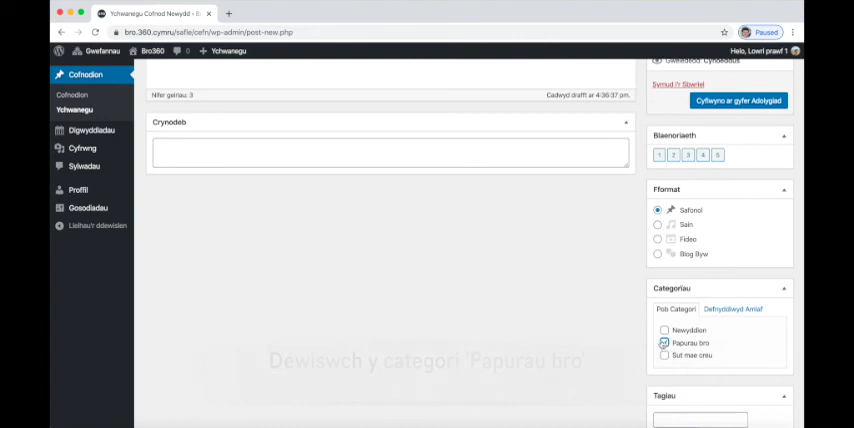 Ychwanegu Cofnod Newydd ‹ Br
bro.360.cymru/safle/cefn/wp-admin/post-new.php
Paused
Gwefannau
Bro360
0
Ychwanegu
Helo, Lowri prawf 1
Cofnodion
Cofnodion
Ychwanegu
Digwyddiadau
Cyfrwng
Sylwadau
Proffil
Gosodiadau
Lleihau'r ddewislen
Nifer geiriau: 3
Cadwyd drafft ar 4:36:37 pm.
Crynodeb
Gweledded: Cyhoeddus
Symud i'r Sbwriel
Cyflwyno ar gyfer Adolygiad
Blaenoriaeth
1 2 3 4 5
Fformat
Safonol
Sain
Fideo
Blog Byw
Categorïau
Pob Categori
Defnyddiwyd Amlaf
Newyddion
Papurau bro
Sut mae creu
Tagiau
Dewiswch y categori 'Papurau bro'